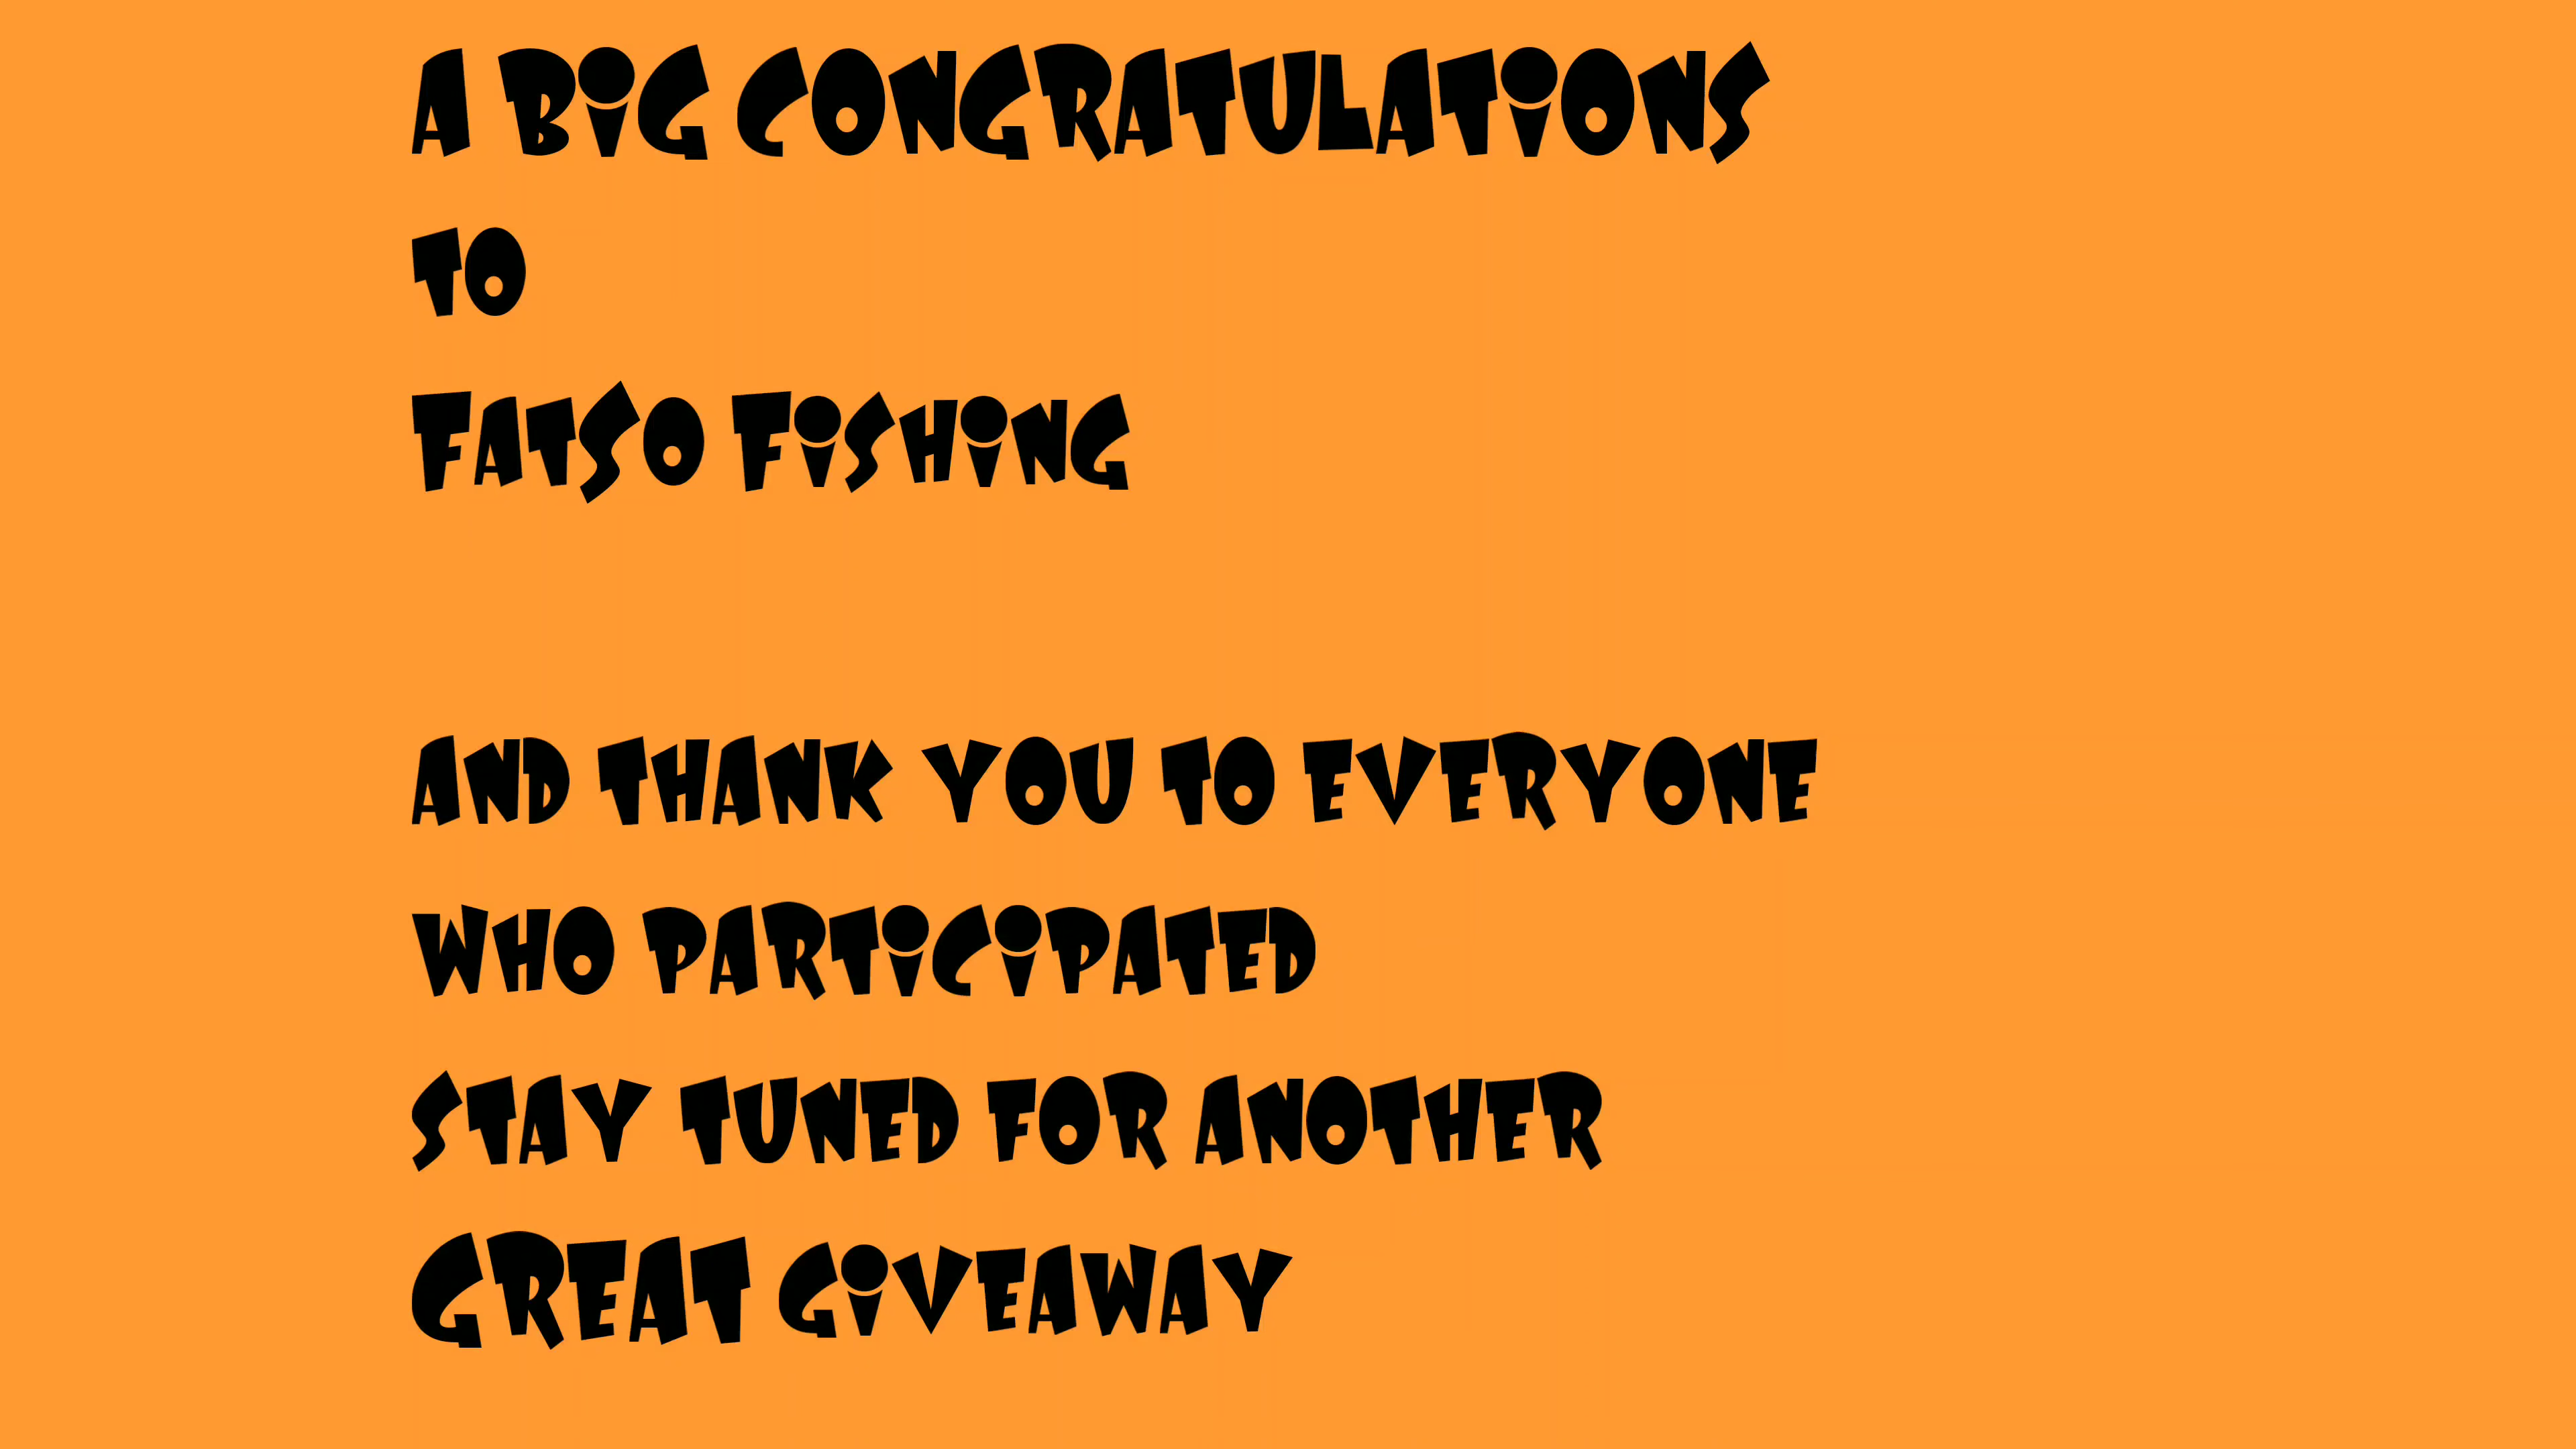 A BiG CONGRATULATiONS
TO
FATSO FiSHiNG
AND THANK YOU TO EVERYONE
WHO PARTiCiPATED
STAY TUNED FOR ANOTHER
GREAT GiVEAWAY